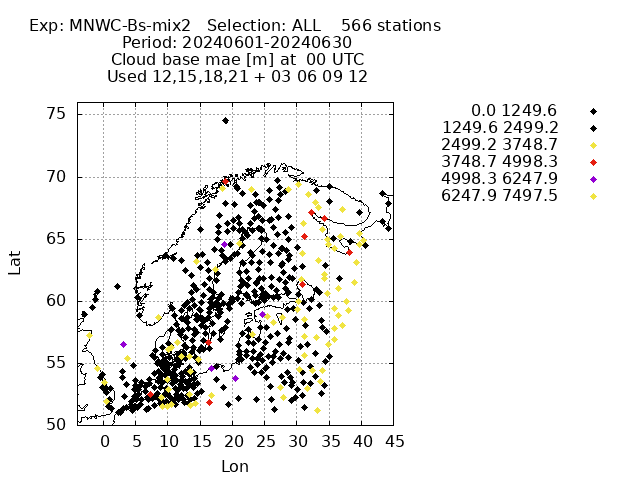 Exp: MNWC-Bs-mix2 Selection: ALL 566 stations
Period: 20240601-20240630
Cloud base mae [m] at 00 UTC
Used 12,15,18,21 + 03 06 09 12
0.0 1249.6
1249.6 2499.2
2499.2 3748.7
3748.7 4998.3
4998.3 6247.9
6247.9 7497.5
75
70
65
60
55
50
Lat
0 5 10 15 20 25 30 35 40 45
Lon